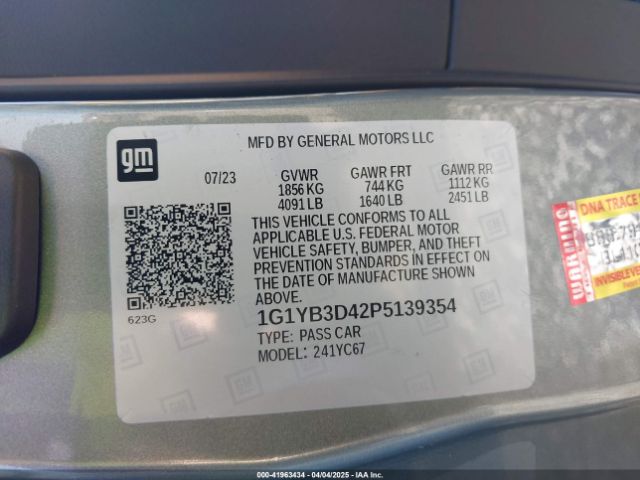 gm
MFD BY GENERAL MOTORS LLC
07/23 GVWR GAWR FRT GAWR RR
1856 KG 744 KG 1112 KG
4091 LB 1640 LB 2451 LB
THIS VEHICLE CONFORMS TO ALL
APPLICABLE U.S. FEDERAL MOTOR
VEHICLE SAFETY, BUMPER, AND THEFT
PREVENTION STANDARDS IN EFFECT ON
THE DATE OF MANUFACTURE SHOWN
ABOVE.
623G
1G1YB3D42P5139354
TYPE: PASS CAR
MODEL: 241YC67
WARNING
DNA TRACE
INVISIBLE
000-41963434 - 04/04/2025 - IAA Inc.